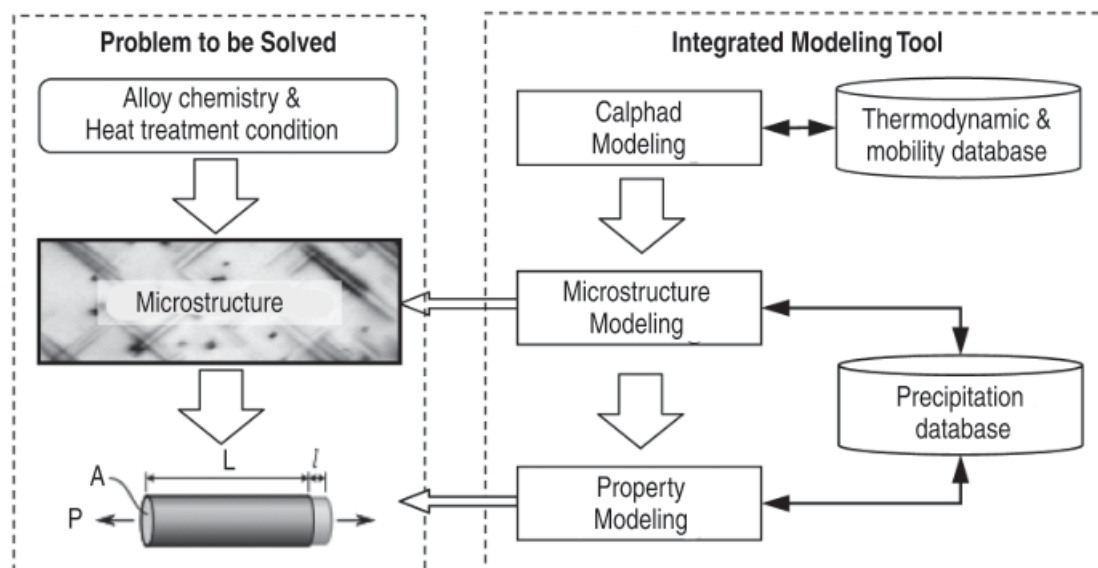 Problem to be Solved
Alloy chemistry &
Heat treatment condition
Microstructure
L
l
A
P
Integrated Modeling Tool
Calphad
Modeling
Thermodynamic &
mobility database
Microstructure
Modeling
Precipitation
database
Property
Modeling